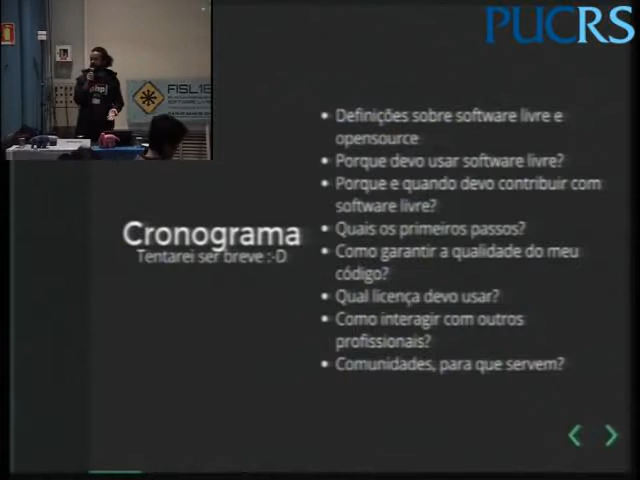 PUCRS
php
FISL16
Definições sobre software livre e
opensource
Porque devo usar software livre?
Porque e quando devo contribuir com
software livre?
Cronograma
Tentarei ser breve :-D
Quais os primeiros passos?
Como garantir a qualidade do meu
código?
Qual licença devo usar?
Como interagir com outros
profissionais?
Comunidades, para que servem?